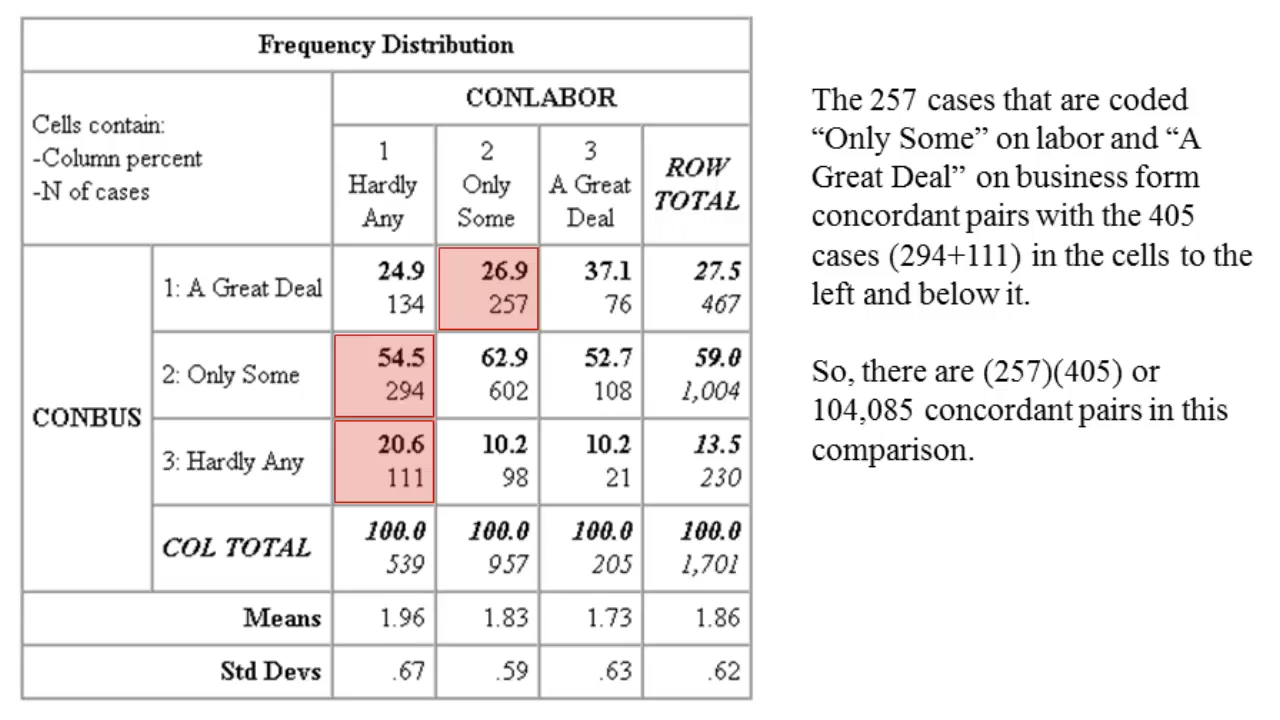 Frequency Distribution
CONLABOR
Cells contain:
-Column percent
-N of cases
1
Hardly
Any
2
Only
Some
3
A Great
Deal
ROW
TOTAL
CONBUS
1: A Great Deal
24.9 26.9 37.1 27.5
134 257 76 467
2: Only Some
54.5 62.9 52.7 59.0
294 602 108 1,004
3: Hardly Any
20.6 10.2 10.2 13.5
111 98 21 230
COL TOTAL
100.0 100.0 100.0 100.0
539 957 205 1,701
Means 1.96 1.83 1.73 1.86
Std Devs .67 .59 .63 .62
The 257 cases that are coded
“Only Some” on labor and “A
Great Deal” on business form
concordant pairs with the 405
cases (294+111) in the cells to the
left and below it.
So, there are (257)(405) or
104,085 concordant pairs in this
comparison.